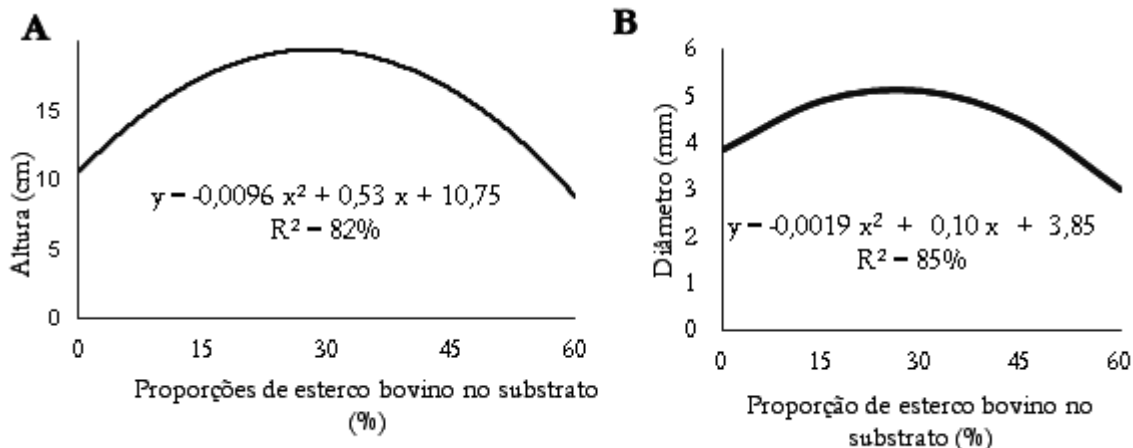 A
Altura (cm)
15
10
5
0
y = -0,0096 x² + 0,53 x + 10,75
R² = 82%
0 15 30 45 60
Proporções de esterco bovino no substrato
(%)
B
Diâmetro (mm)
6
5
4
3
2
1
0
y = -0,0019 x² + 0,10 x + 3,85
R² = 85%
0 15 30 45 60
Proporção de esterco bovino no
substrato (%)